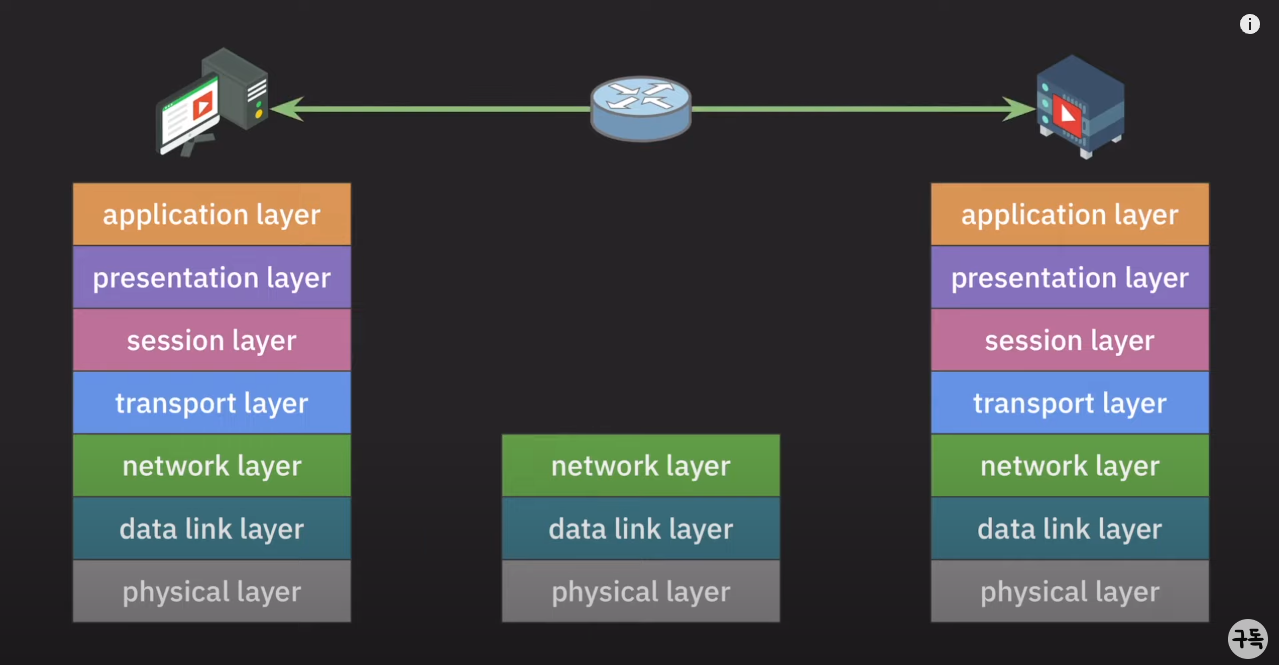 i
application layer
presentation layer
session layer
transport layer
network layer
data link layer
physical layer
network layer
data link layer
physical layer
application layer
presentation layer
session layer
transport layer
network layer
data link layer
physical layer
구독